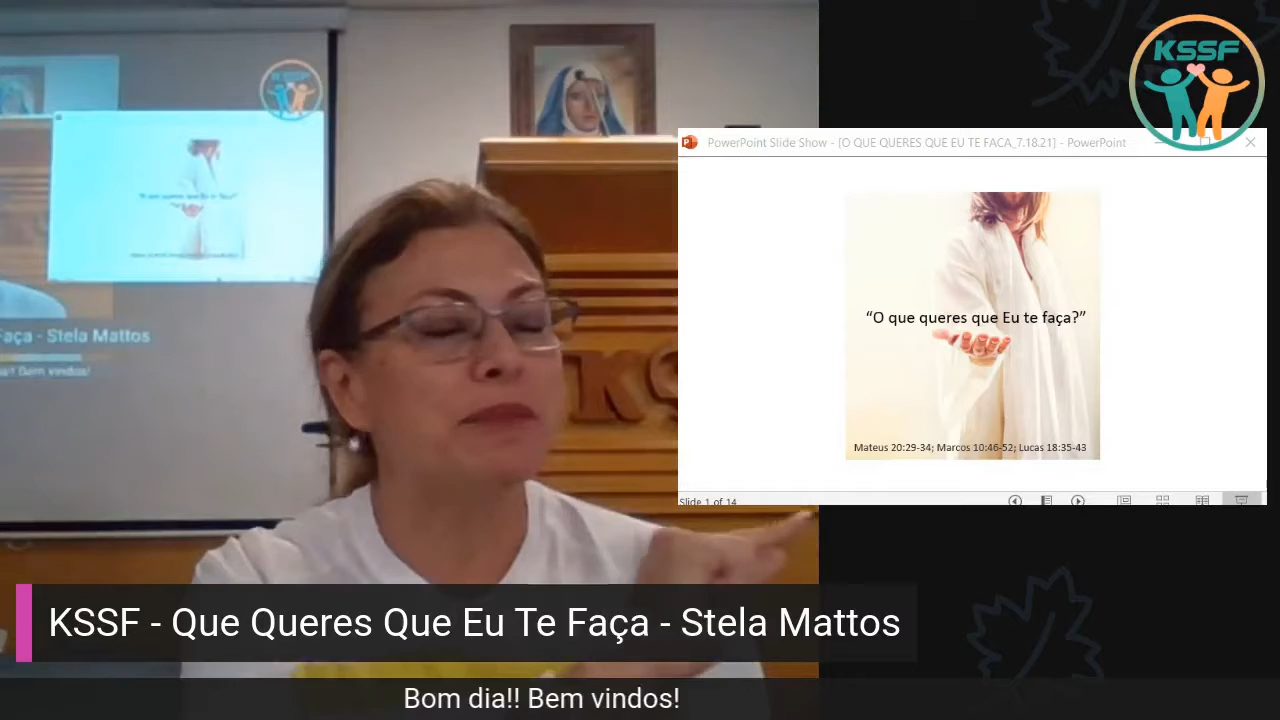 KSSF
PowerPoint Slide Show - [O QUE QUERES QUE EU TE FACA_7.18.21] - PowerPoint
“O que queres que Eu te faça?”
Mateus 20:29-34; Marcos 10:46-52; Lucas 18:35-43
Slide 1 of 14
Faça - Stela Mattos
Bem vindos!
KSSF - Que Queres Que Eu Te Faça - Stela Mattos
Bom dia!! Bem vindos!